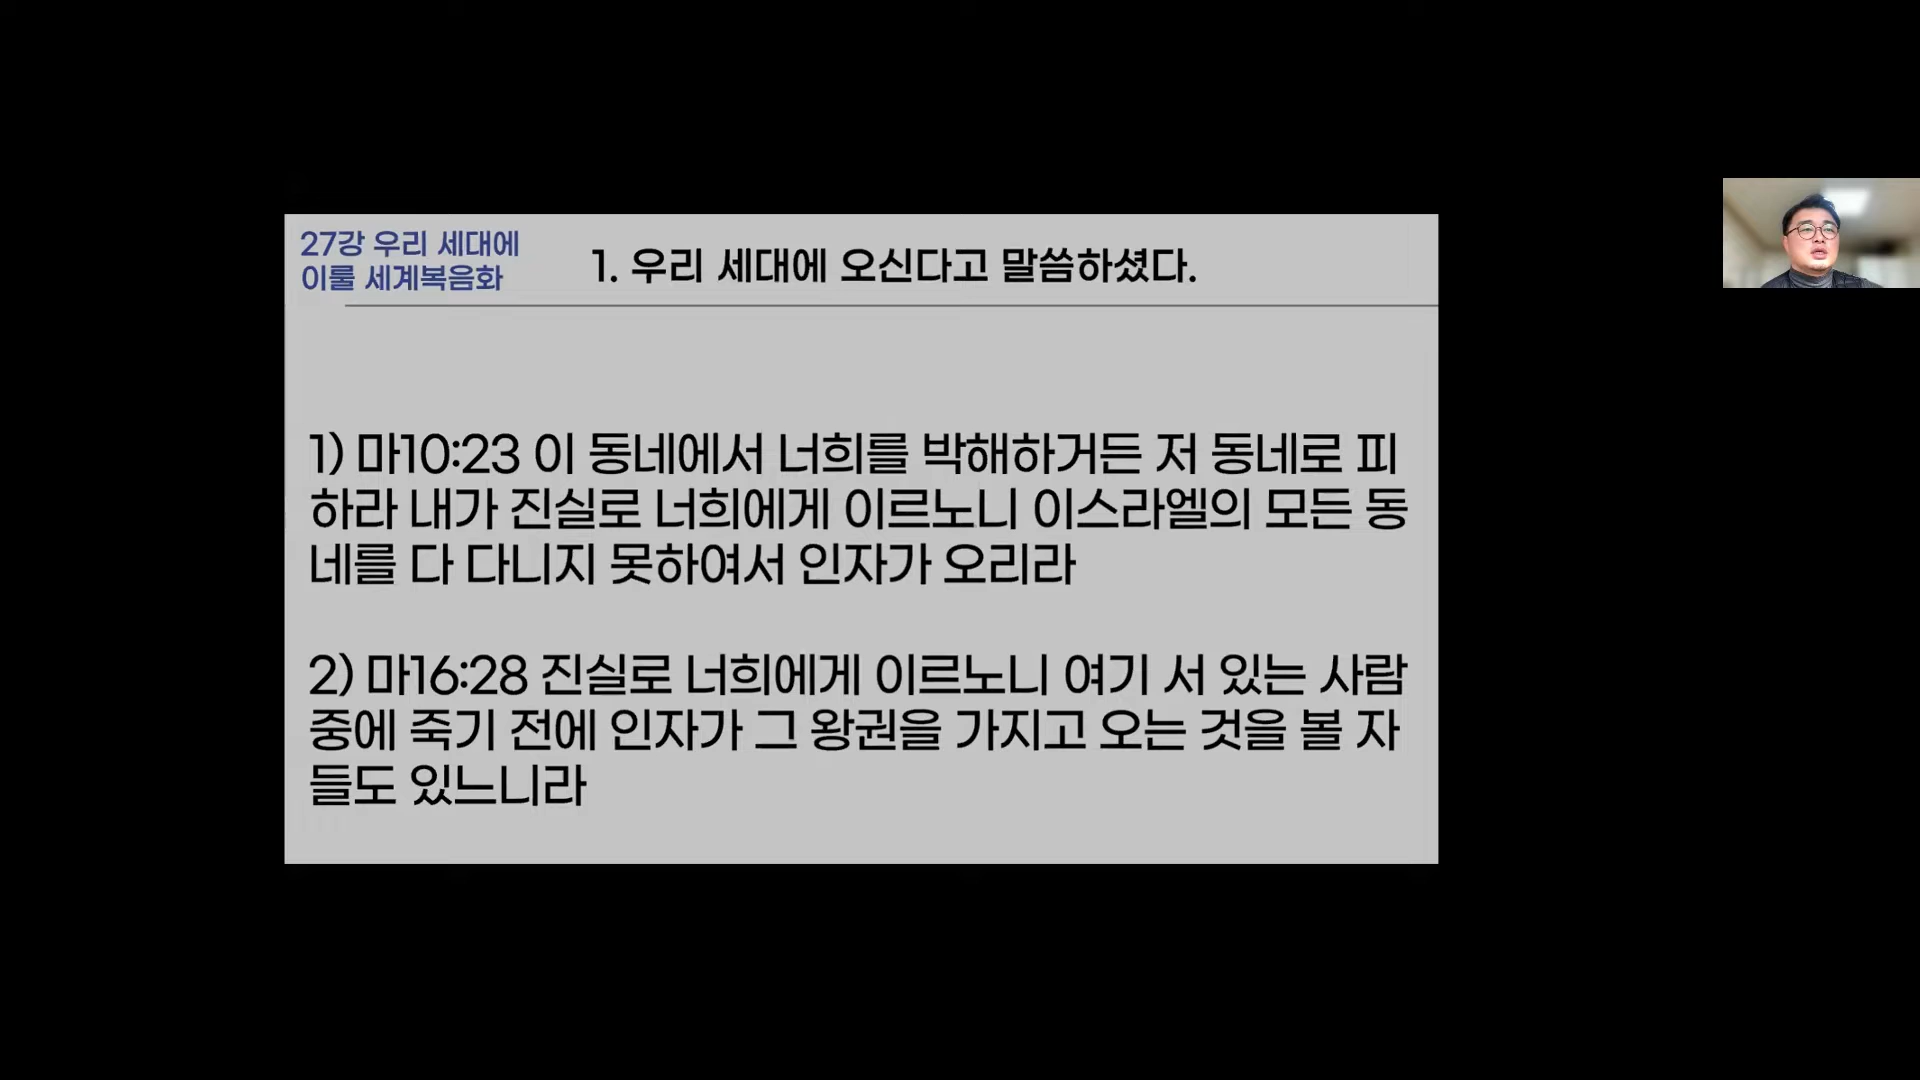 27강 우리 세대에
이룰 세계복음화
1. 우리 세대에 오신다고 말씀하셨다.
1) 마10:23 이 동네에서 너희를 박해하거든 저 동네로 피
하라 내가 진실로 너희에게 이르노니 이스라엘의 모든 동
네를 다 다니지 못하여서 인자가 오리라
2) 마16:28 진실로 너희에게 이르노니 여기 서 있는 사람
중에 죽기 전에 인자가 그 왕권을 가지고 오는 것을 볼 자
들도 있느니라